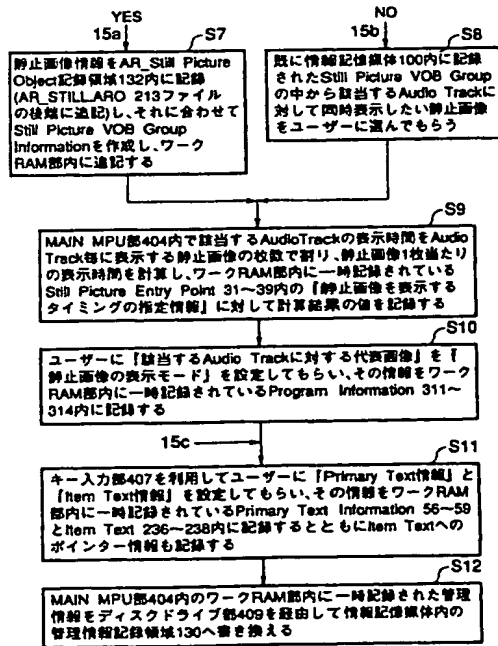 YES
NO
15a
15b
S7
S8
静止画像情報をAR_Still Picture
Object記録領域132内に記録
(AR_STILL.ARO 213ファイル
の後端に追記)し、それに合わせて
Still Picture VOB Group
Informationを作成し、ワーク
RAM部内に追記する
既に情報記憶媒体100内に記録
されたStill Picture VOB Group
の中から該当するAudio Trackに
対して同時表示したい静止画像
をユーザーに選んでもらう
S9
MAIN MPU部404内で該当するAudioTrackの表示時間をAudio
Track毎に表示する静止画像の枚数で割り、静止画像1枚当たり
の表示時間を計算し、ワークRAM部内に一時記録されている
Still Picture Entry Point 31～39内の『静止画像を表示する
タイミングの指定情報』に対して計算結果の値を記録する
S10
ユーザーに『該当するAudio Trackに対する代表画像』を『
静止画像の表示モード』を設定してもらい、その情報をワーク
RAM部内に一時記録されているProgram Information 311～
314内に記録する
15c
S11
キー入力部407を利用してユーザーに『Primary Text情報』と
『Item Text情報』を設定してもらい、その情報をワークRAM
部内に一時記録されているPrimary Text Information 56～59
とItem Text 236～238内に記録するとともにItem Textへの
ポインター情報も記録する
S12
MAIN MPU部404内のワークRAM部内に一時記録された管理
情報をディスクドライブ部409を経由して情報記憶媒体内の
管理情報記録領域130へ書き換える